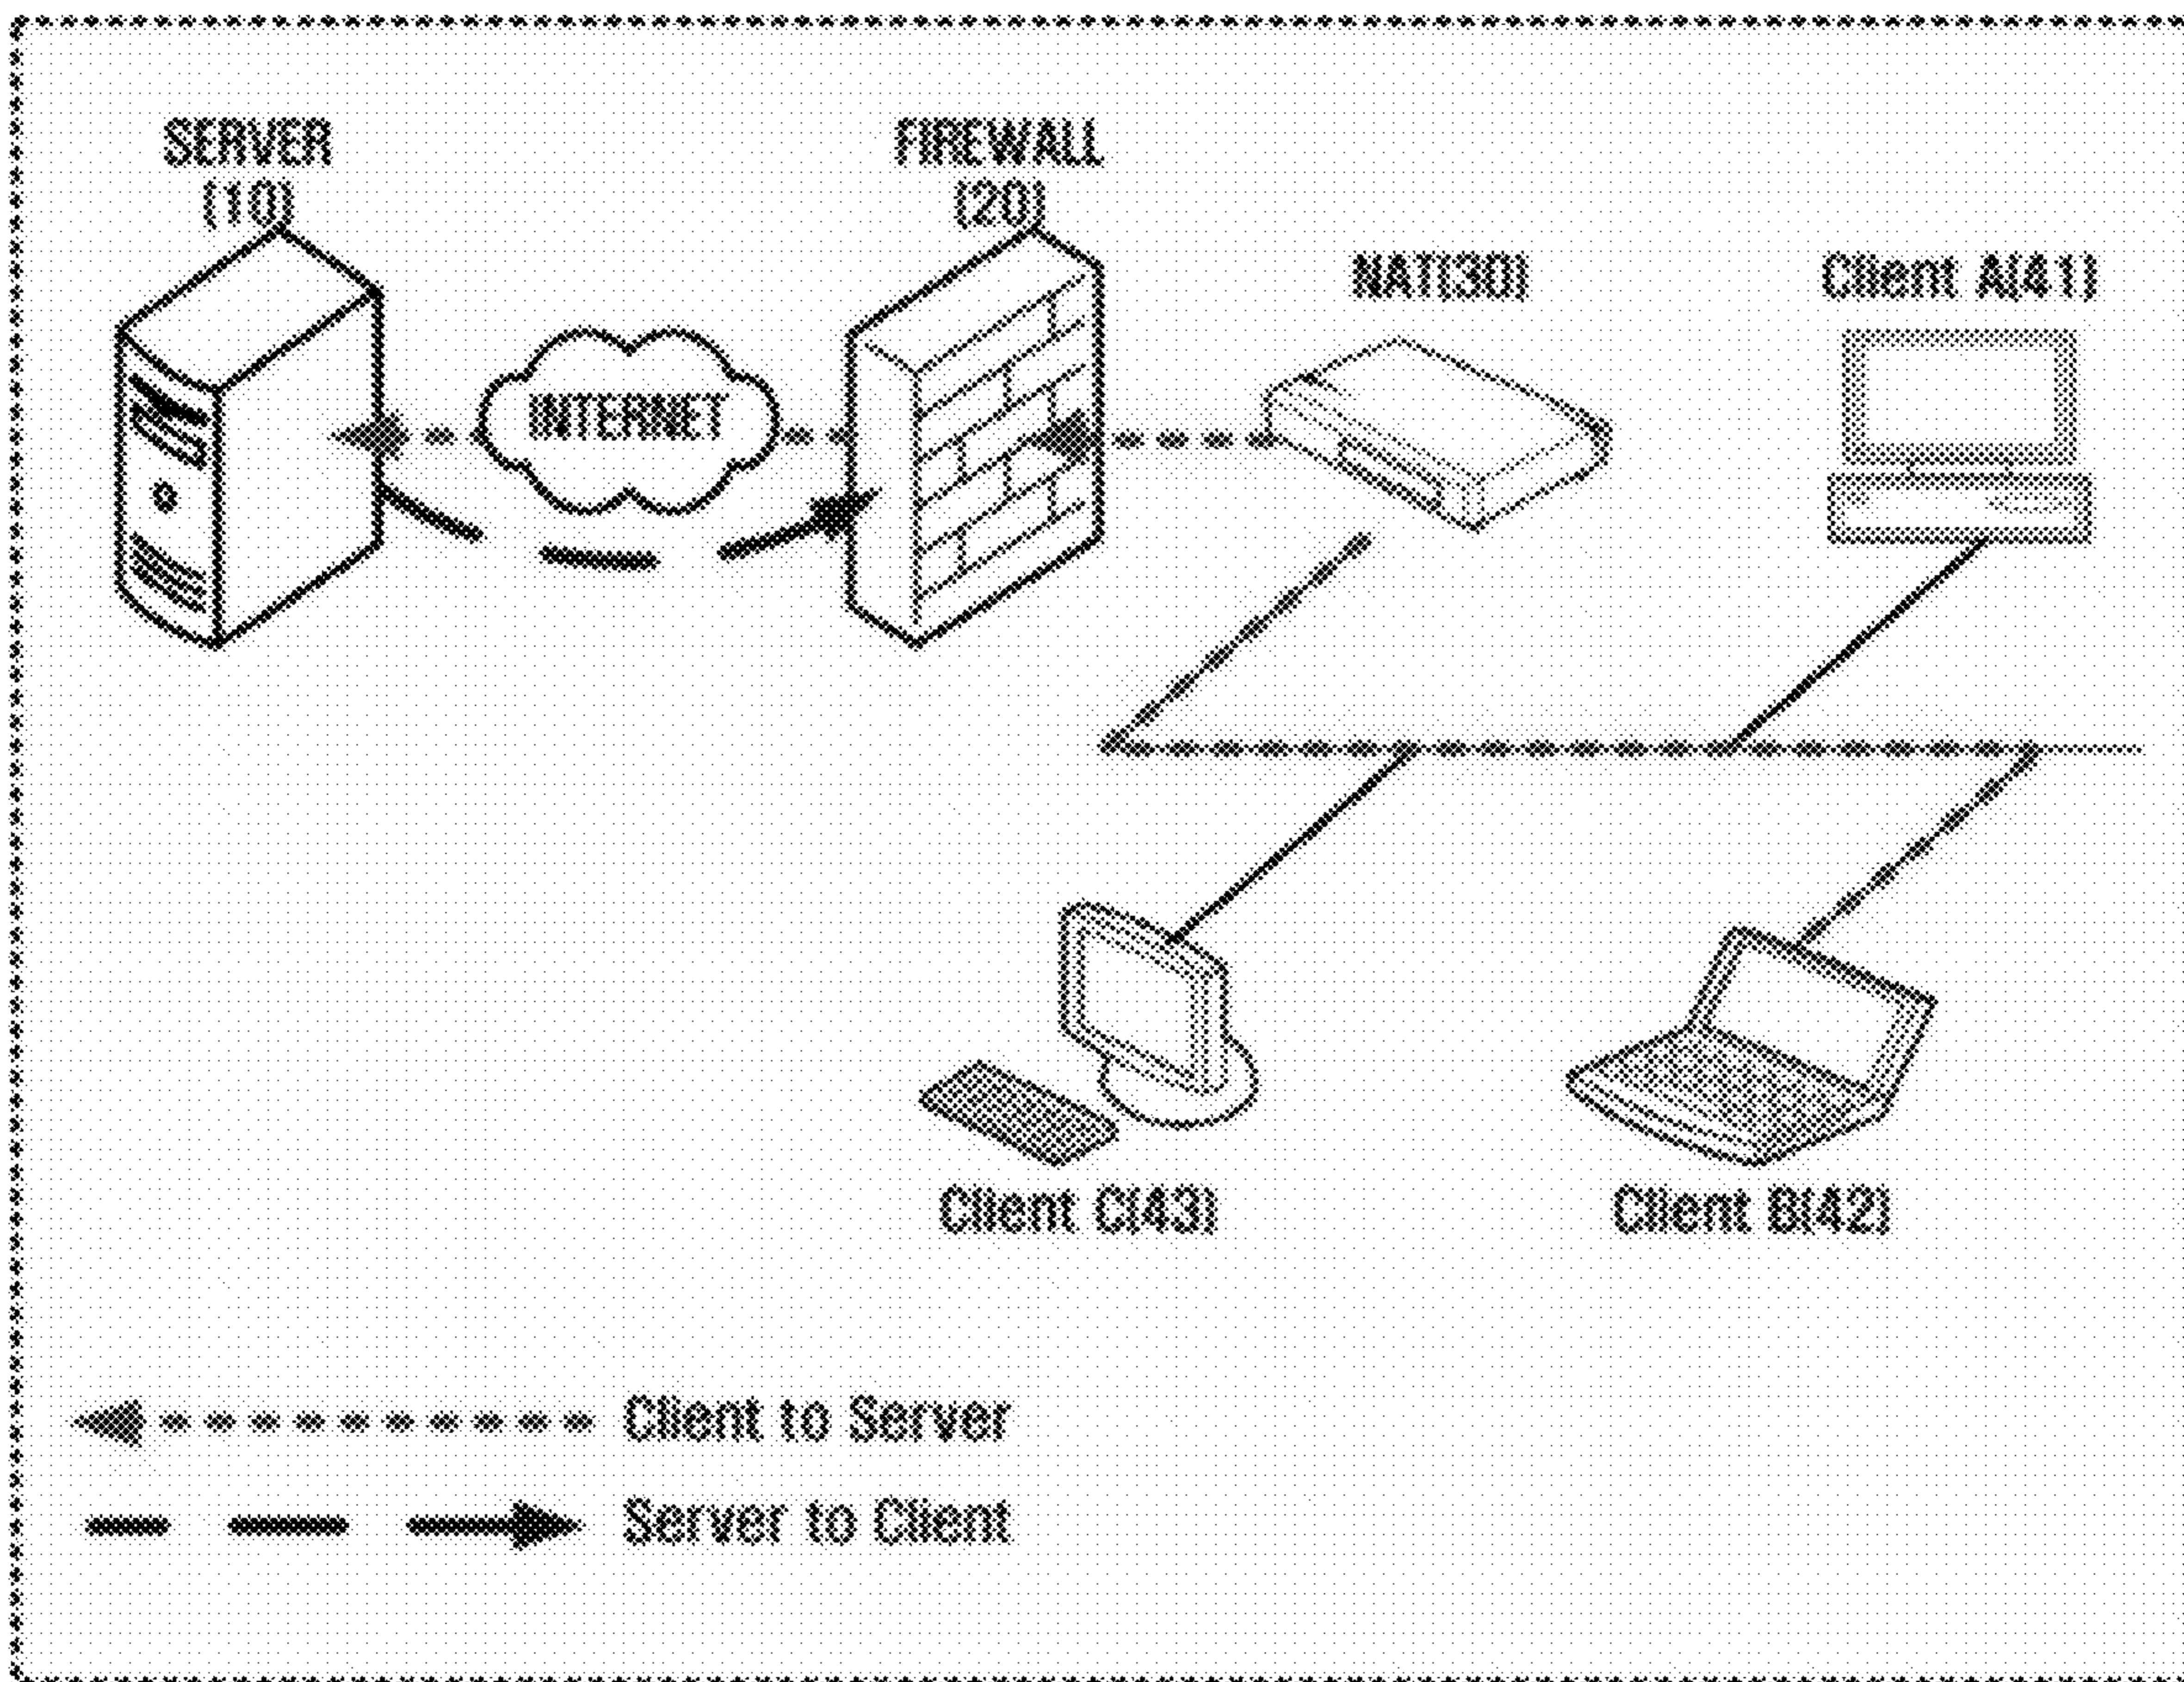 SERVER
(10)
FIREWALL
(20)
NAT(30)
Client A(41)
INTERNET
Client C(43)
Client B(42)
Client to Server
Server to Client